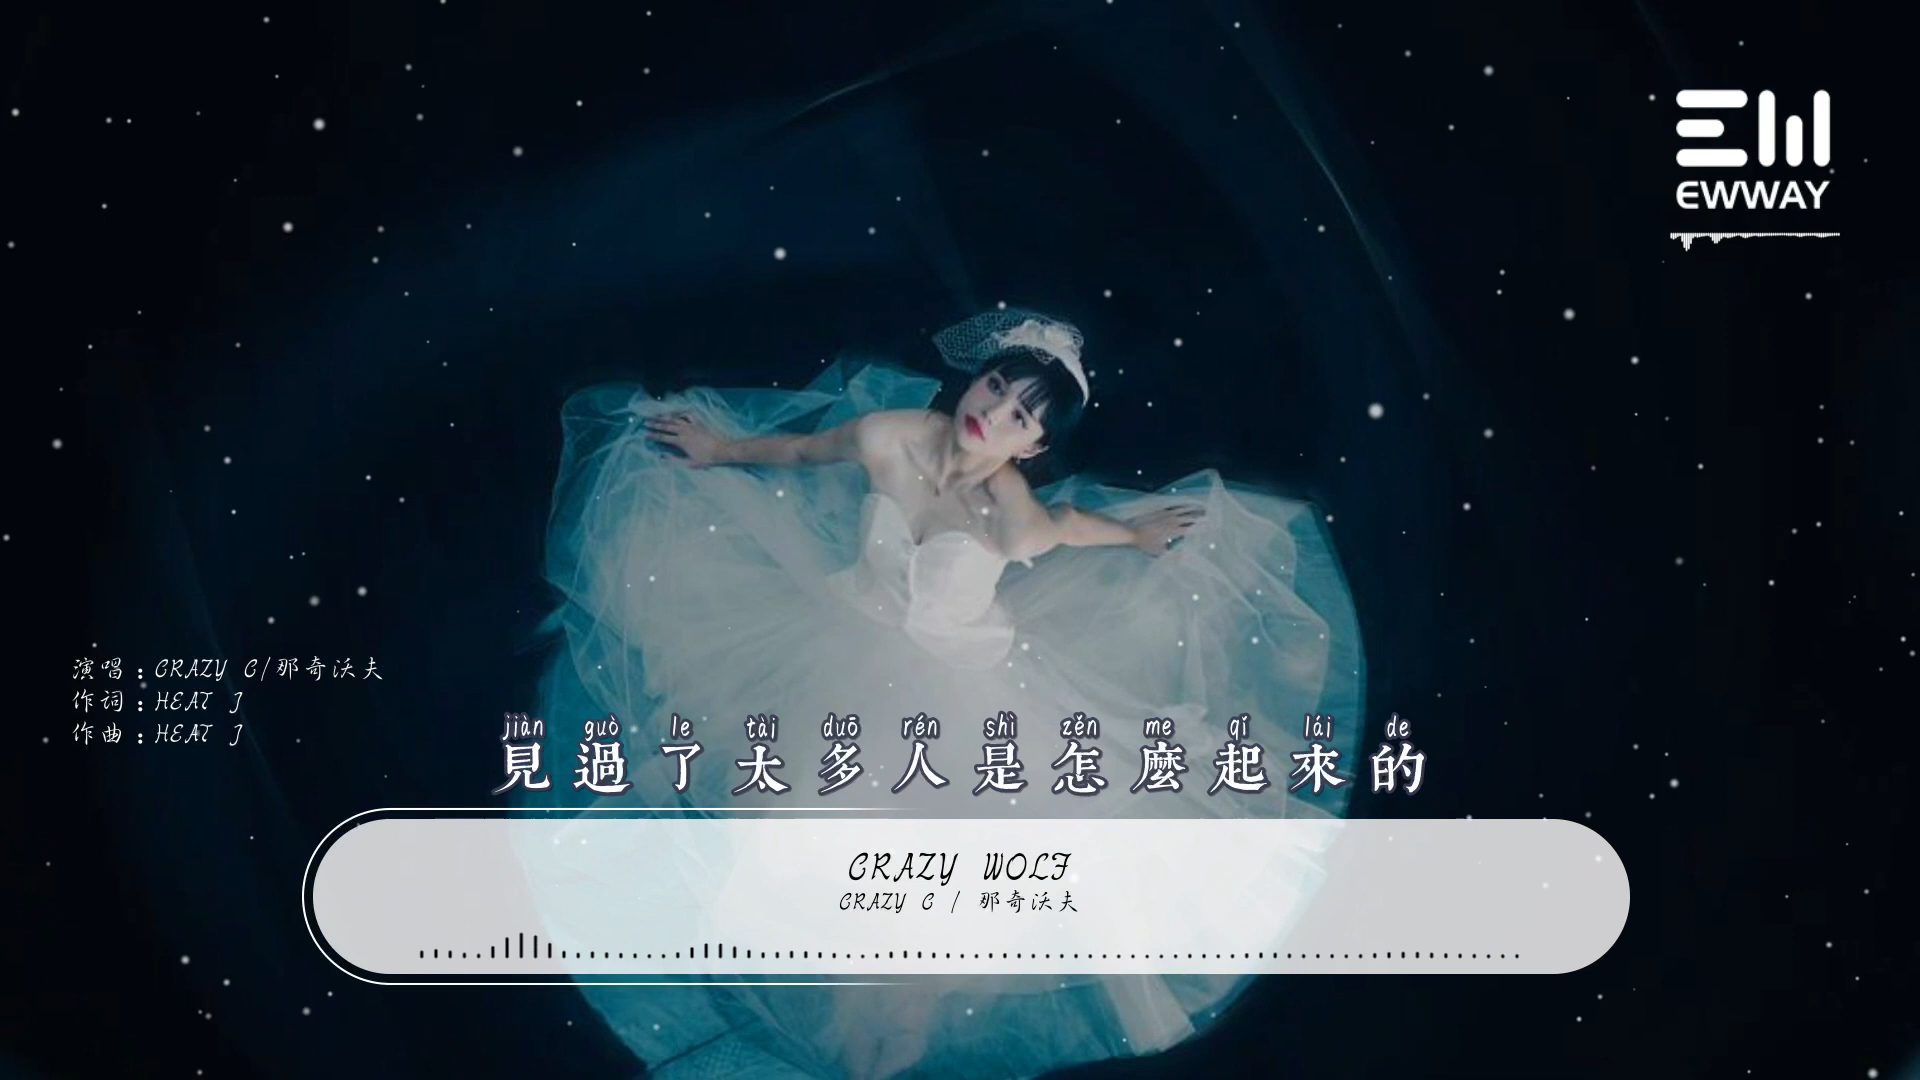 EWWAY
演唱：CRAZY C/那奇沃夫
作词：HEAT J
作曲：HEAT J
jiàn guò le tài duō rén shì zěn me qǐ lái de
見過了太多人是怎麼起來的
CRAZY WOLF
CRAZY C / 那奇沃夫